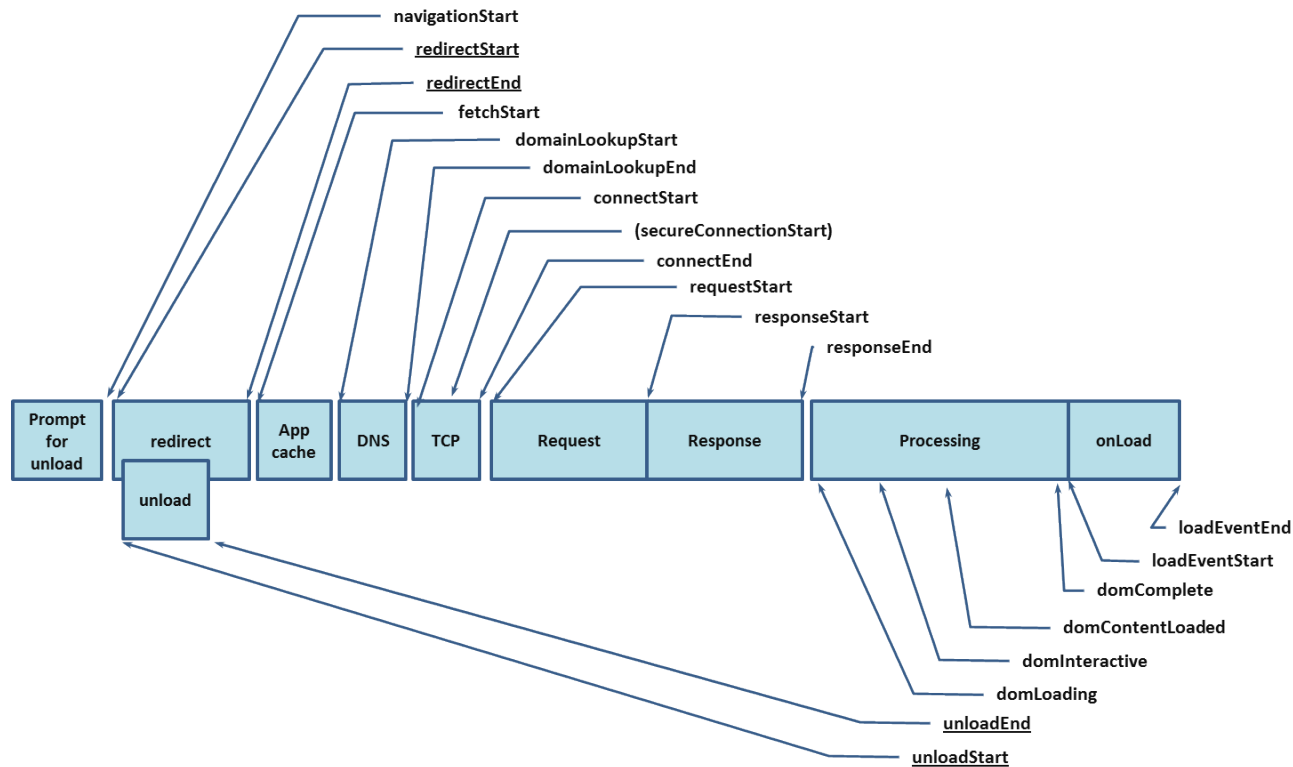 navigationStart
redirectStart
redirectEnd
fetchStart
domainLookupStart
domainLookupEnd
connectStart
(secureConnectionStart)
connectEnd
requestStart
responseStart
responseEnd
Prompt
for
unload
redirect
unload
App
cache
DNS
TCP
Request
Response
Processing
onLoad
loadEventEnd
loadEventStart
domComplete
domContentLoaded
domInteractive
domLoading
unloadEnd
unloadStart